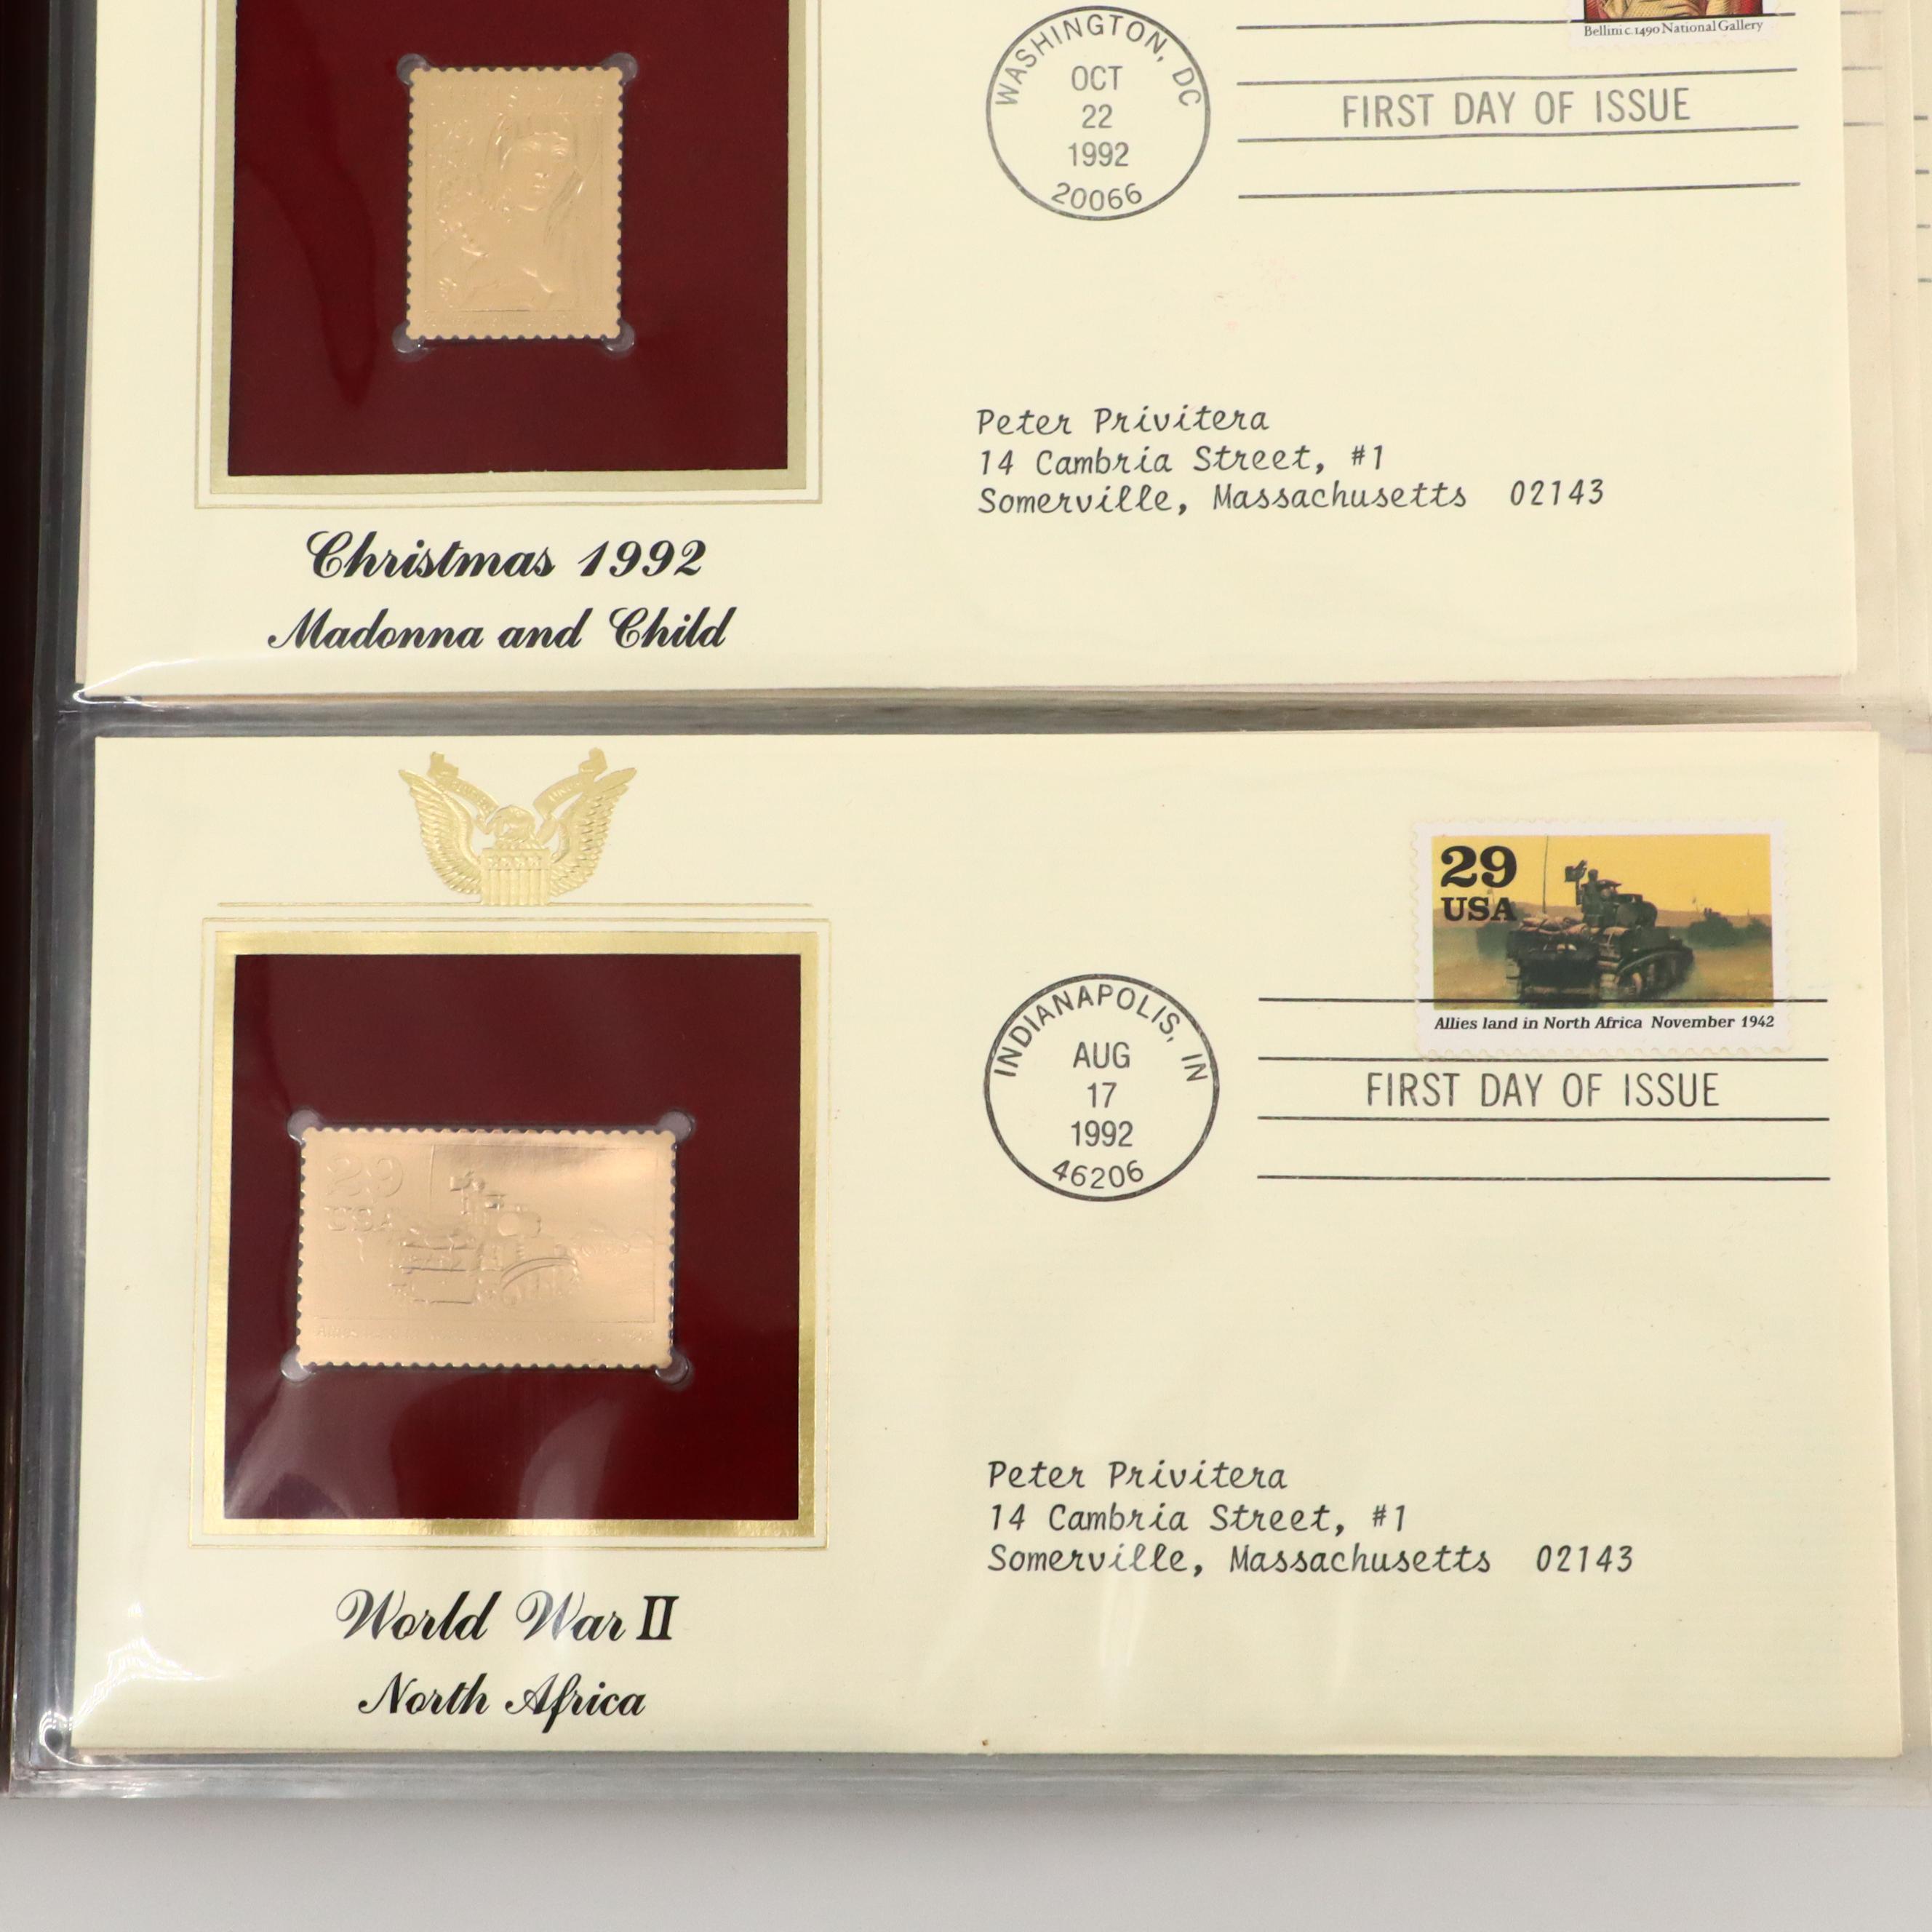 Bellini c.1490 National Gallery
WASHINGTON, DC
OCT
22
1992
20066
FIRST DAY OF ISSUE
Peter Privitera
14 Cambria Street, #1
Somerville, Massachusetts 02143
Christmas 1992
Madonna and Child
29
USA
Allies land in North Africa November 1942
INDIANAPOLIS, IN
AUG
17
1992
46206
FIRST DAY OF ISSUE
29
USA
Peter Privitera
14 Cambria Street, #1
Somerville, Massachusetts 02143
World War II
North Africa